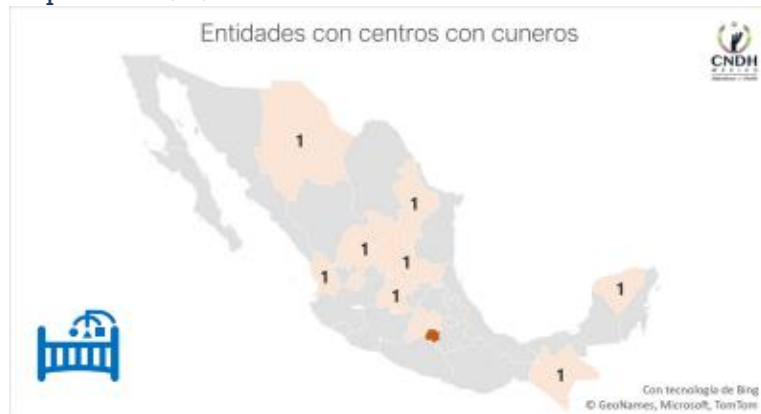 Entidades con centros con cuneros
CNDH
1
1
1
1
1
1
1
1
Con tecnología de Bing
© GeoNames, Microsoft, TomTom